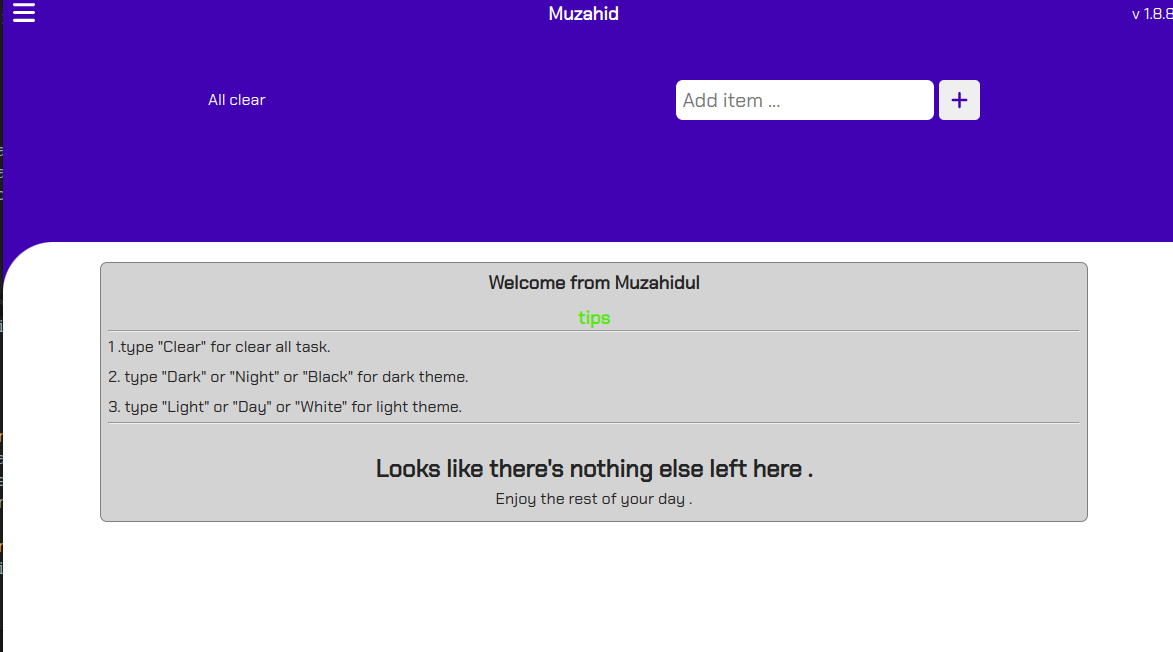 Muzahid
v 1.8.8
All clear
Add item ...
+
Welcome from Muzahidul
tips
1 .type "Clear" for clear all task.
2. type "Dark" or "Night" or "Black" for dark theme.
3. type "Light" or "Day" or "White" for light theme.
Looks like there's nothing else left here .
Enjoy the rest of your day .